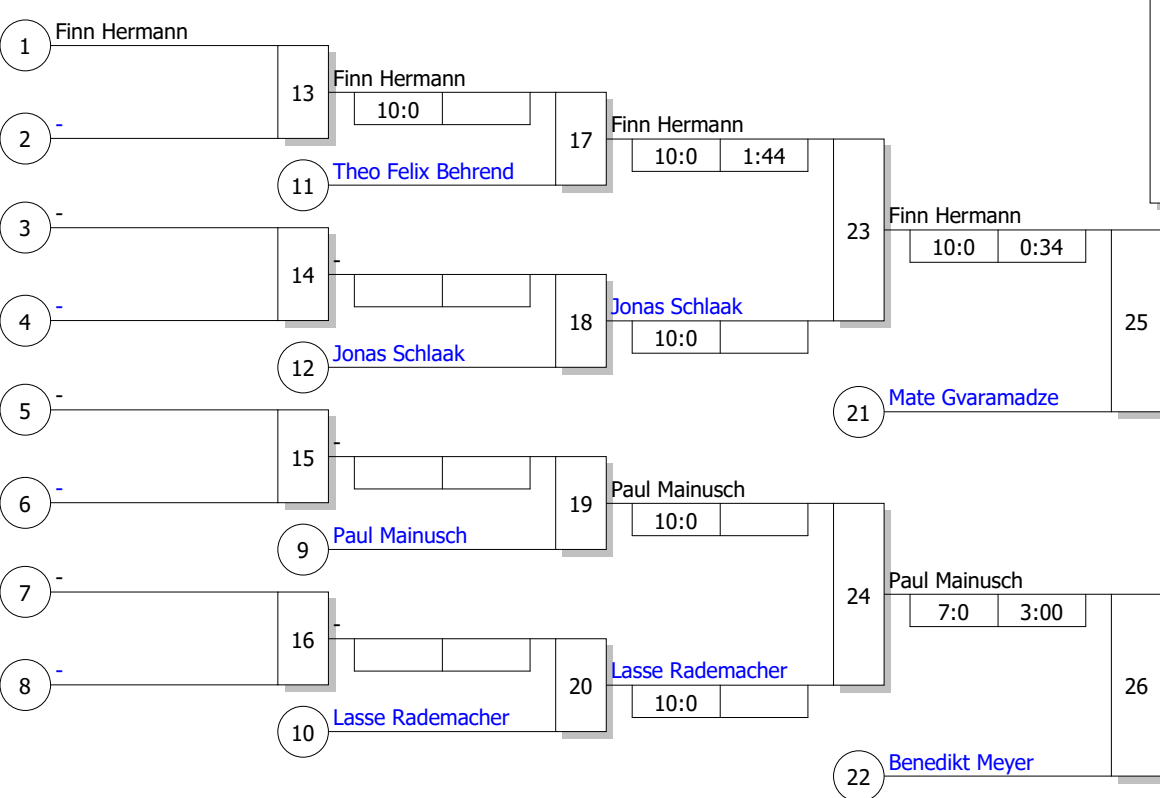 1 Finn Hermann
2 -
13 Finn Hermann
10:0
11 Theo Felix Behrend
17 Finn Hermann
10:0 1:44
3 -
4 -
14 -
12 Jonas Schlaak
18 Jonas Schlaak
10:0
23 Finn Hermann
10:0 0:34
21 Mate Gvaramadze
25
5 -
6 -
15 -
9 Paul Mainusch
19 Paul Mainusch
10:0
7 -
8 -
16 -
10 Lasse Rademacher
20 Lasse Rademacher
10:0
24 Paul Mainusch
7:0 3:00
22 Benedikt Meyer
26